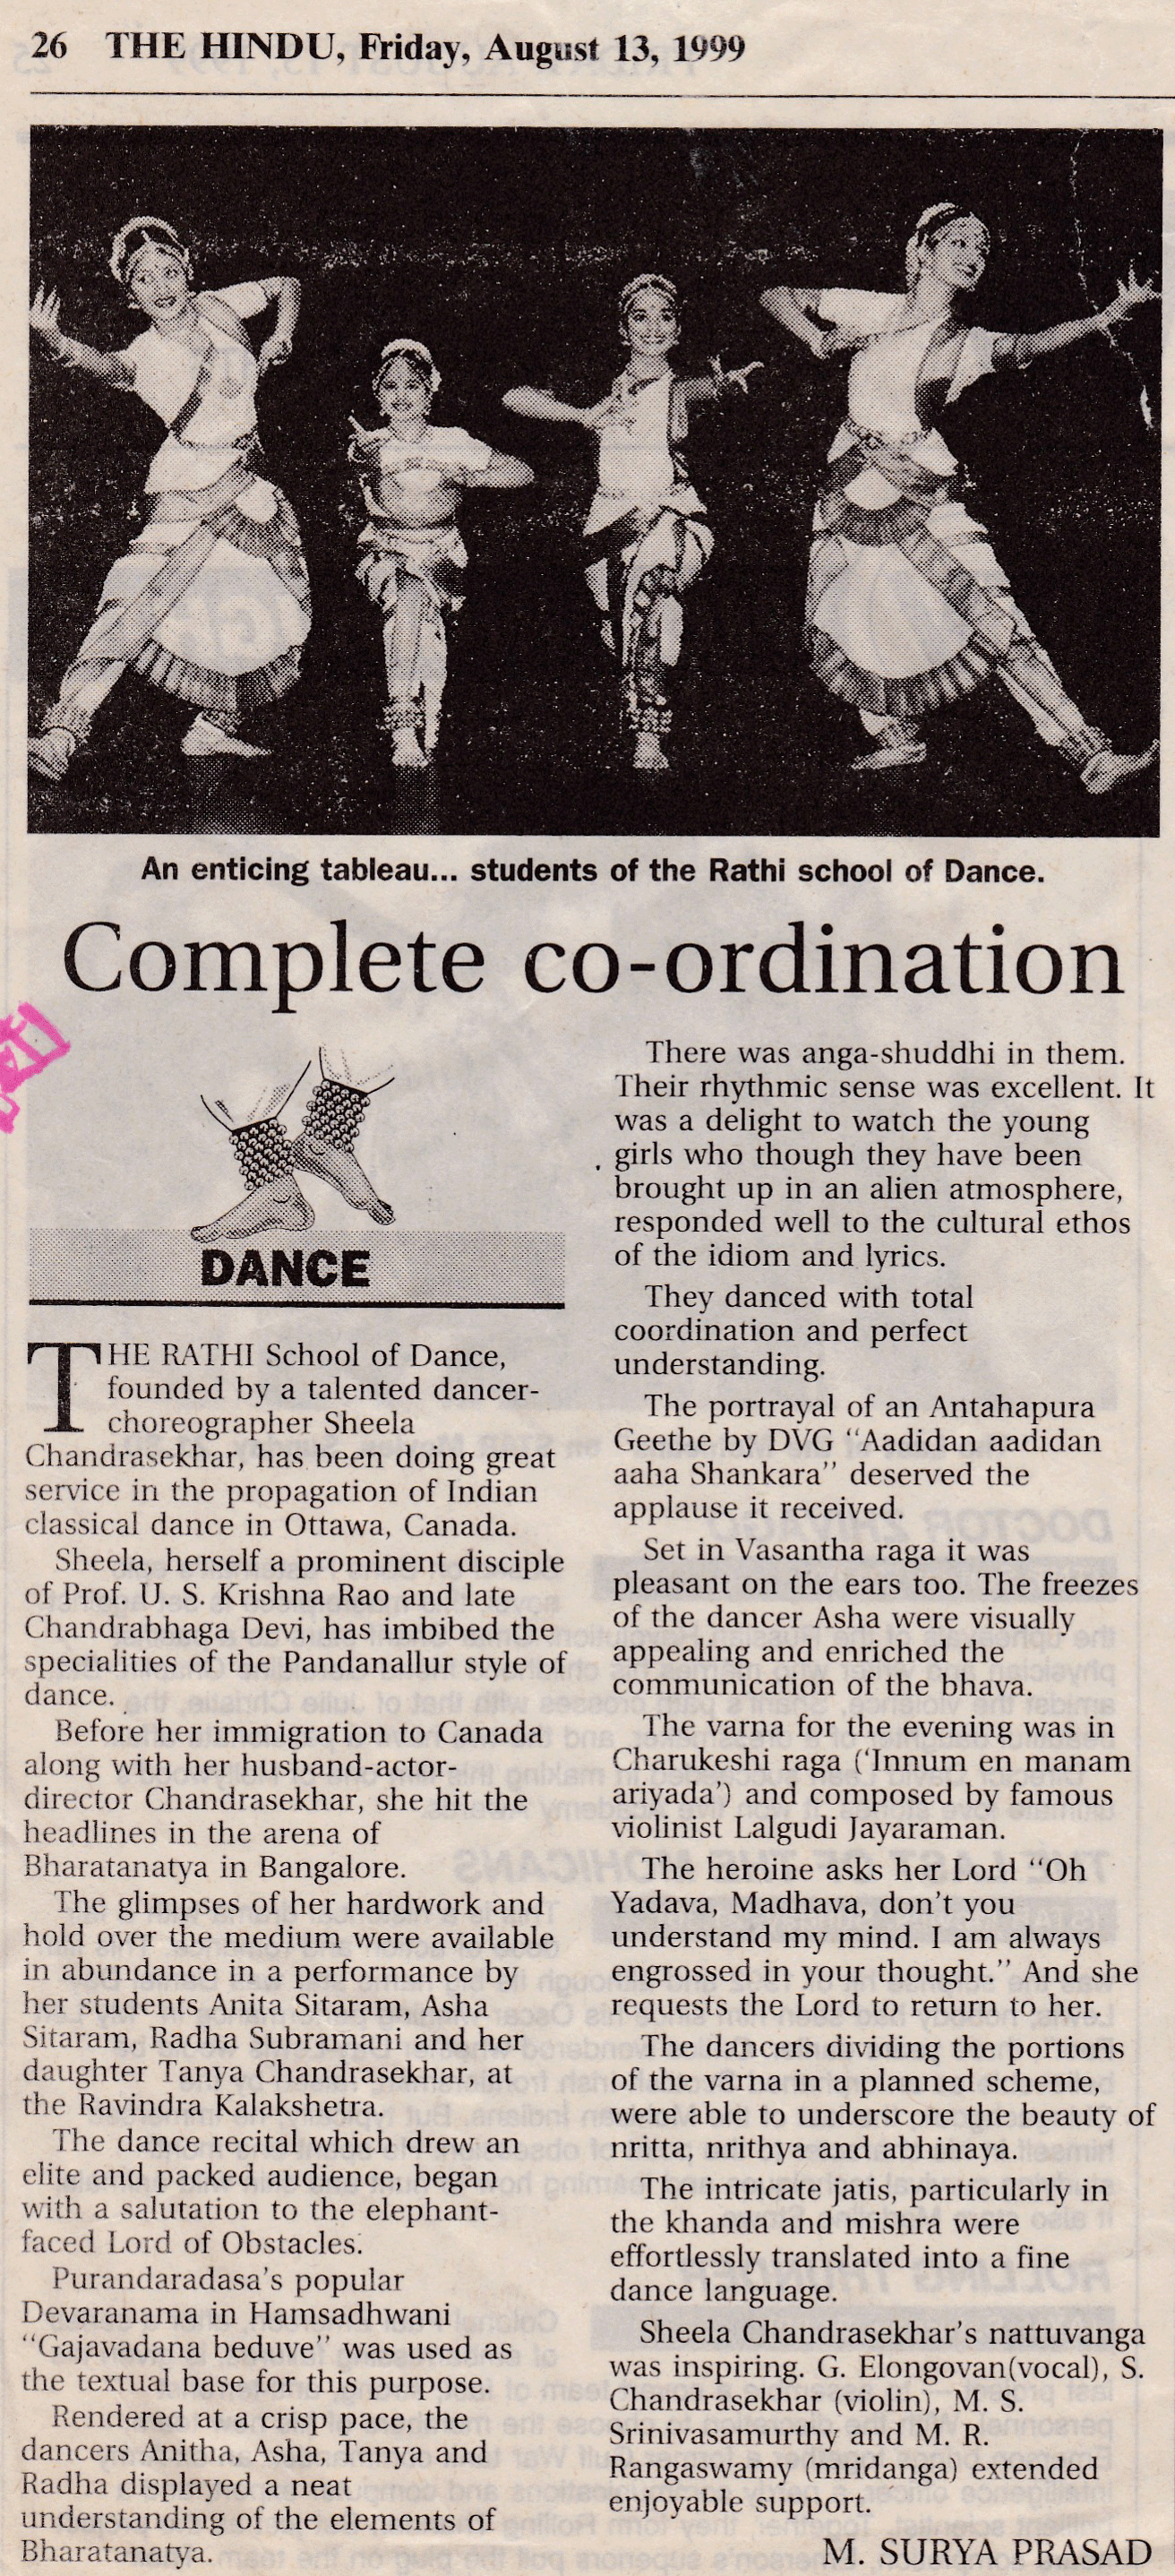 26 THE HINDU, Friday, August 13, 1999
An enticing tableau... students of the Rathi school of Dance.
Complete co-ordination
DANCE
THE RATHI School of Dance,
founded by a talented dancer-
choreographer Sheela
Chandrasekhar, has been doing great
service in the propagation of Indian
classical dance in Ottawa, Canada.
Sheela, herself a prominent disciple
of Prof. U. S. Krishna Rao and late
Chandrabhaga Devi, has imbibed the
specialities of the Pandanallur style of
dance.
Before her immigration to Canada
along with her husband-actor-
director Chandrasekhar, she hit the
headlines in the arena of
Bharatanatya in Bangalore.
The glimpses of her hardwork and
hold over the medium were available
in abundance in a performance by
her students Anita Sitaram, Asha
Sitaram, Radha Subramani and her
daughter Tanya Chandrasekhar, at
the Ravindra Kalakshetra.
The dance recital which drew an
elite and packed audience, began
with a salutation to the elephant-
faced Lord of Obstacles.
Purandaradasa's popular
Devaranama in Hamsadhwani
“Gajavadana beduve” was used as
the textual base for this purpose.
Rendered at a crisp pace, the
dancers Anitha, Asha, Tanya and
Radha displayed a neat
understanding of the elements of
Bharatanatya.
There was anga-shuddhi in them.
Their rhythmic sense was excellent. It
was a delight to watch the young
girls who though they have been
brought up in an alien atmosphere,
responded well to the cultural ethos
of the idiom and lyrics.
They danced with total
coordination and perfect
understanding.
The portrayal of an Antahapura
Geethe by DVG “Aadidan aadidan
aaha Shankara” deserved the
applause it received.
Set in Vasantha raga it was
pleasant on the ears too. The freezes
of the dancer Asha were visually
appealing and enriched the
communication of the bhava.
The varna for the evening was in
Charukeshi raga (‘Innum en manam
ariyada’) and composed by famous
violinist Lalgudi Jayaraman.
The heroine asks her Lord “Oh
Yadava, Madhava, don't you
understand my mind. I am always
engrossed in your thought.” And she
requests the Lord to return to her.
The dancers dividing the portions
of the varna in a planned scheme,
were able to underscore the beauty of
nritta, nrithya and abhinaya.
The intricate jatis, particularly in
the khanda and mishra were
effortlessly translated into a fine
dance language.
Sheela Chandrasekhar's nattuvanga
was inspiring. G. Elongovan(vocal), S.
Chandrasekhar (violin), M. S.
Srinivasamurthy and M. R.
Rangaswamy (mridanga) extended
enjoyable support.
M. SURYA PRASAD